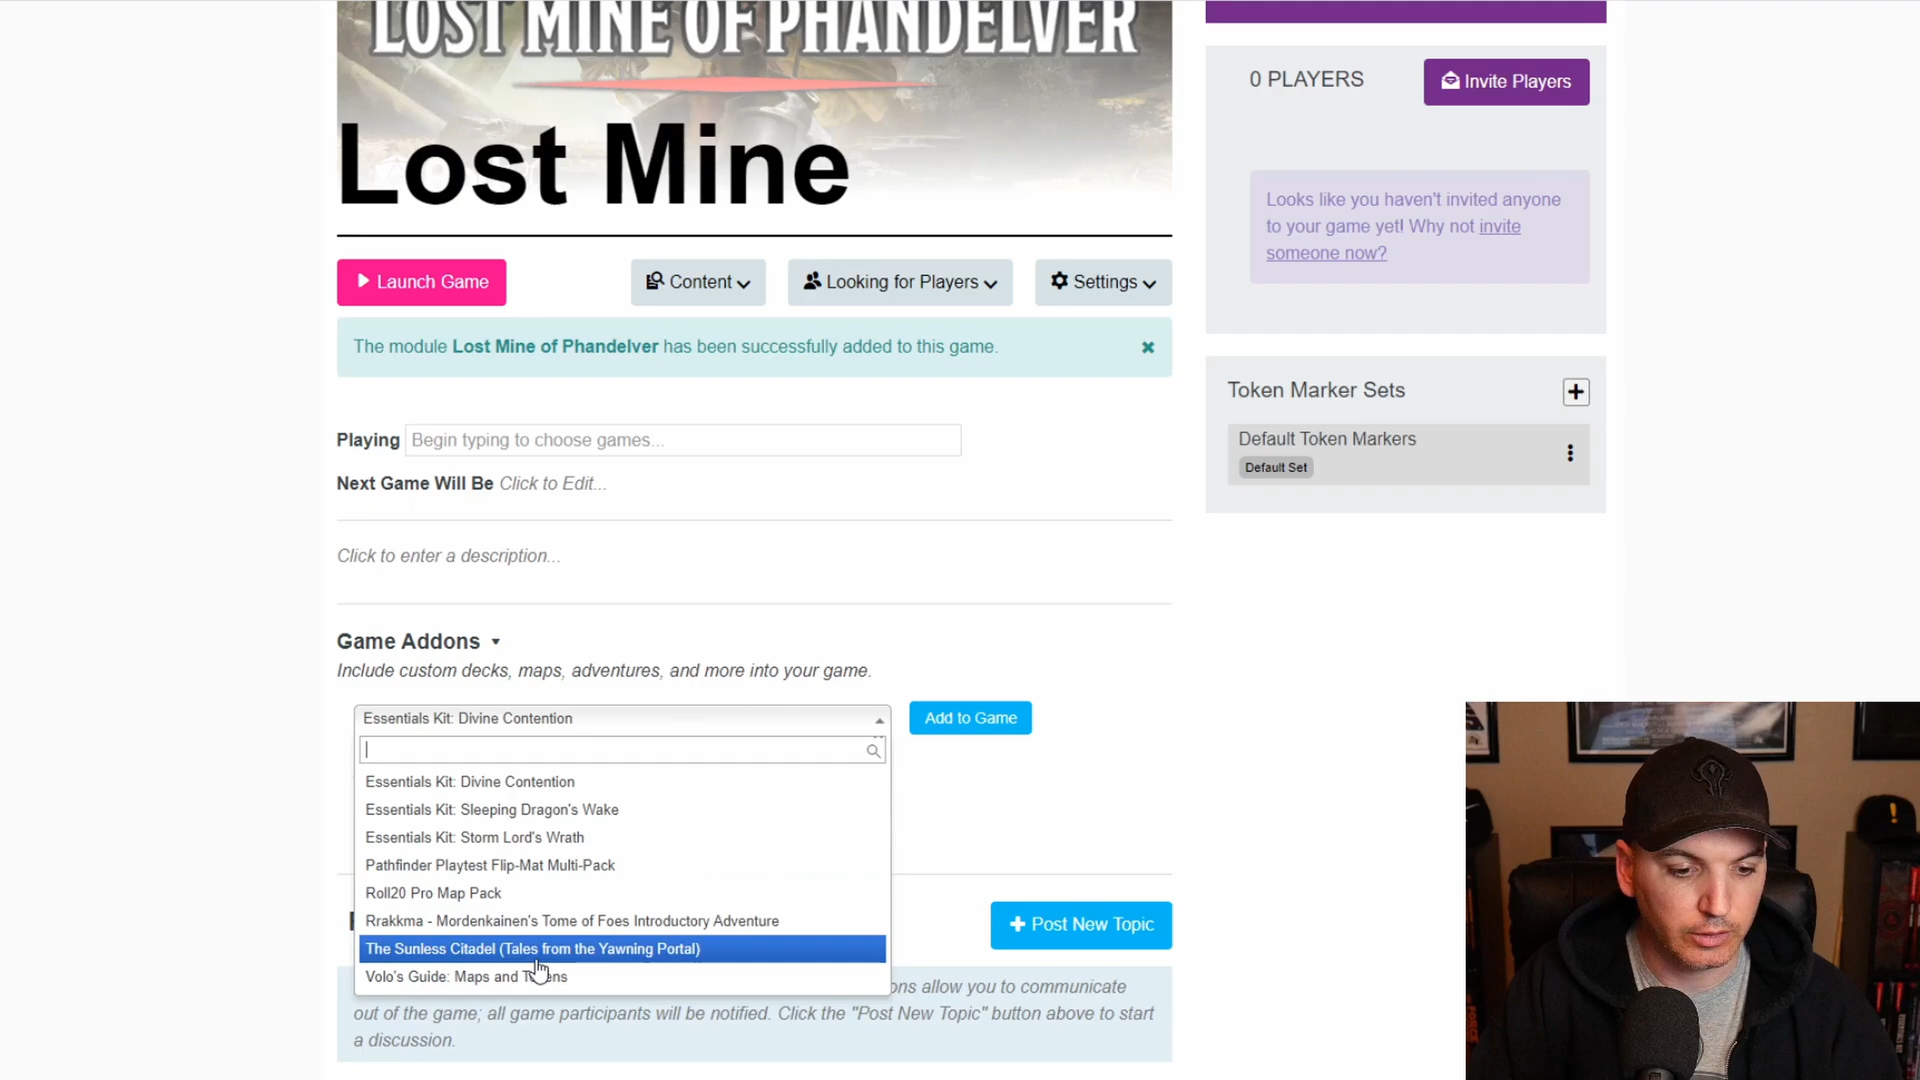 LOST MINE OF PHANDELVER
Lost Mine
Launch Game
Content
Looking for Players
Settings
The module Lost Mine of Phandelver has been successfully added to this game.
Playing Begin typing to choose games...
Next Game Will Be Click to Edit...
Click to enter a description...
Game Addons
Include custom decks, maps, adventures, and more into your game.
Essentials Kit: Divine Contention
Add to Game
Essentials Kit: Divine Contention
Essentials Kit: Sleeping Dragon's Wake
Essentials Kit: Storm Lord's Wrath
Pathfinder Playtest Flip-Mat Multi-Pack
Roll20 Pro Map Pack
Rrakkma - Mordenkainen's Tome of Foes Introductory Adventure
The Sunless Citadel (Tales from the Yawning Portal)
Volo's Guide: Maps and
+ Post New Topic
allow you to communicate
out of the game; all game participants will be notified. Click the "Post New Topic" button above to start
a discussion.
0 PLAYERS
Invite Players
Looks like you haven't invited anyone
to your game yet! Why not invite
someone now?
Token Marker Sets
Default Token Markers
Default Set